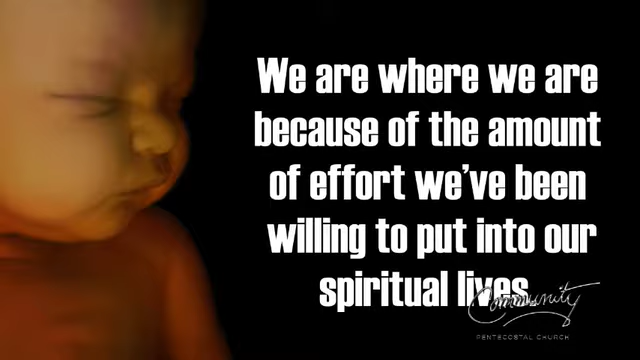 We are where we are
because of the amount
of effort we've been
willing to put into our
spiritual lives
Community
PENTECOSTAL CHURCH